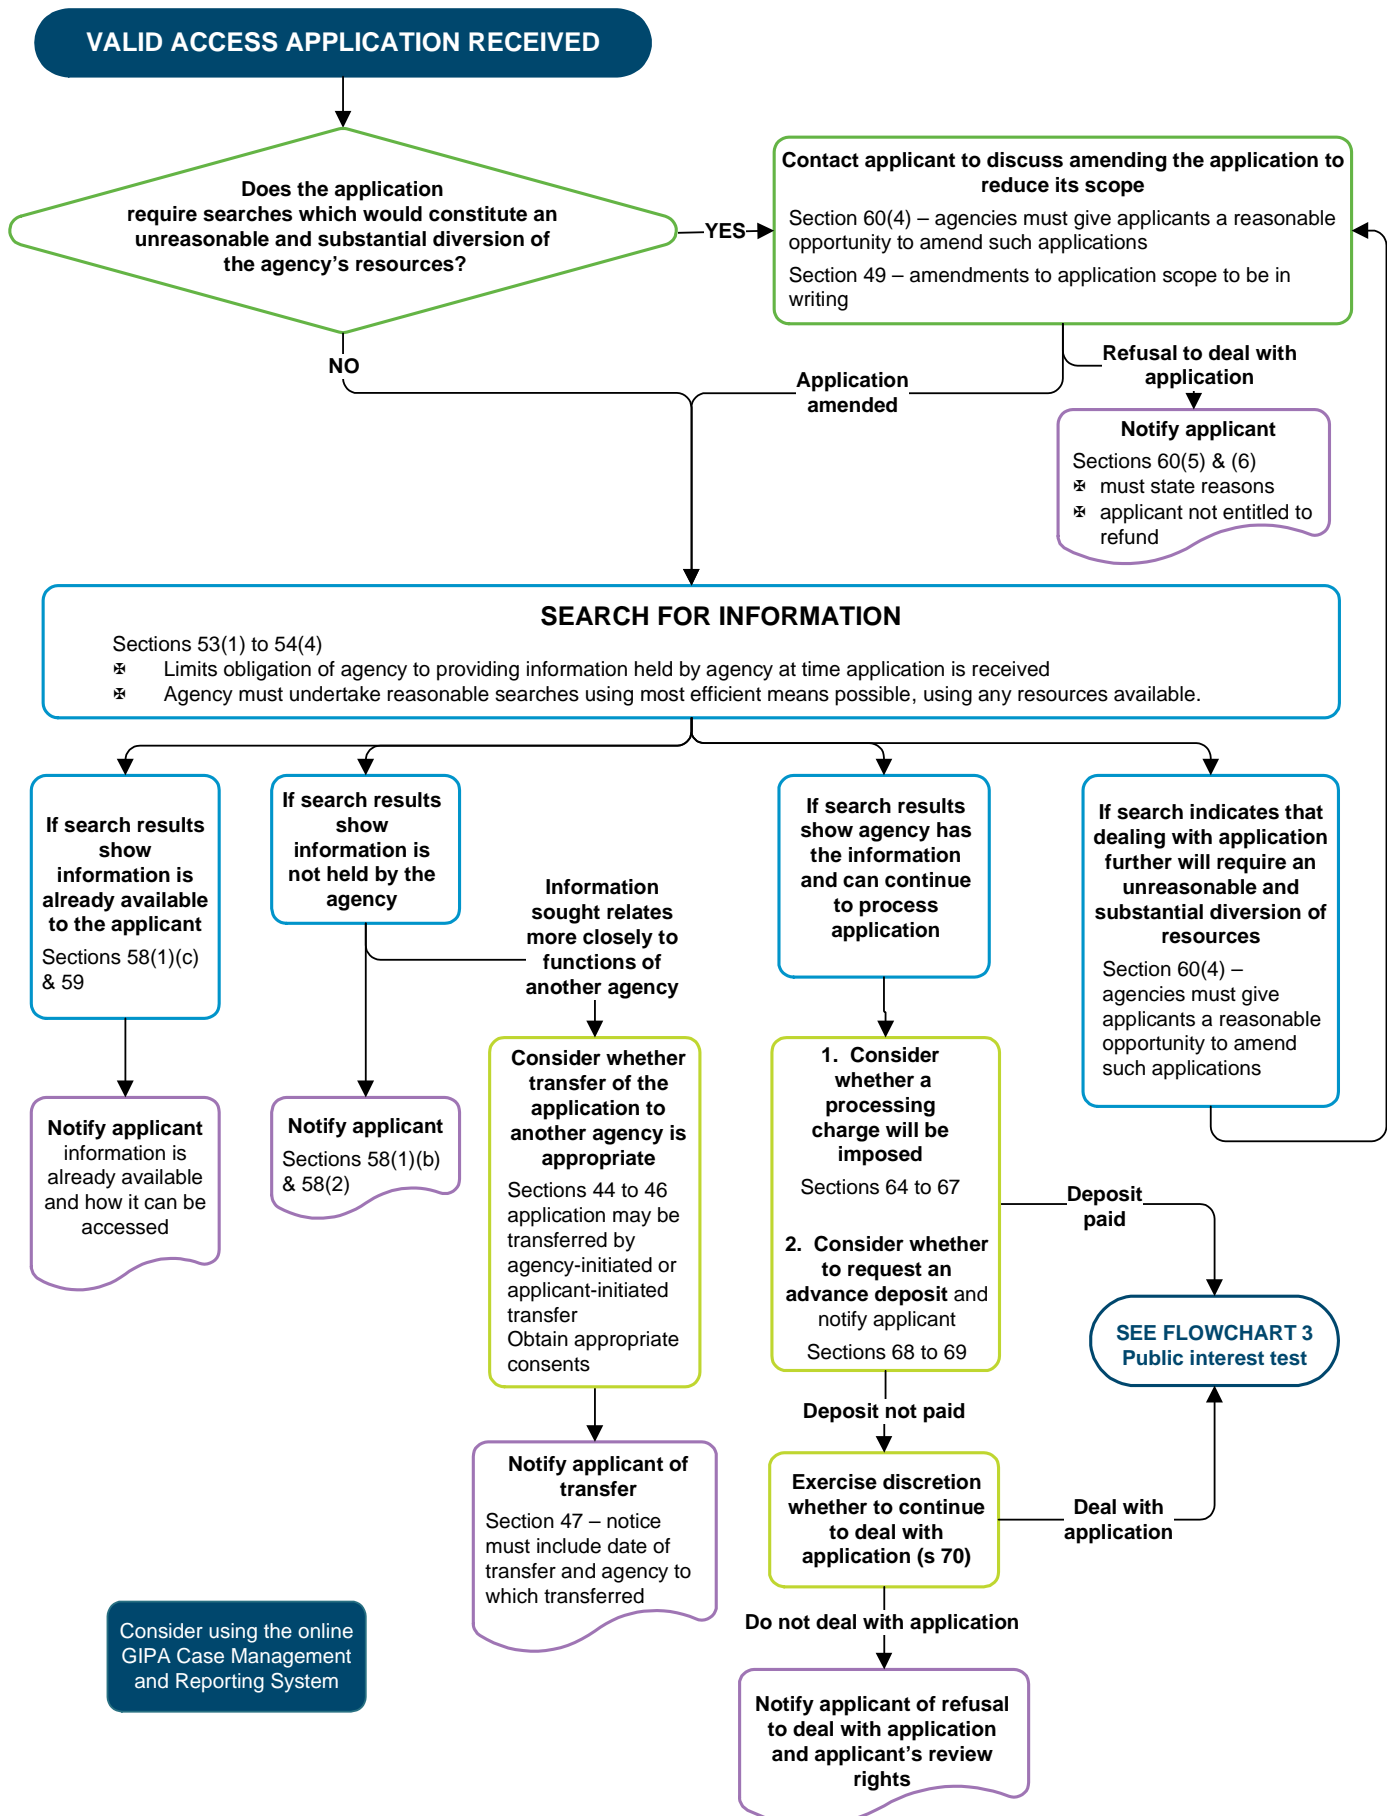 VALID ACCESS APPLICATION RECEIVED
Does the application
require searches which would constitute an
unreasonable and substantial diversion of
the agency's resources?
YES
Contact applicant to discuss amending the application to
reduce its scope
Section 60(4) – agencies must give applicants a reasonable
opportunity to amend such applications
Section 49 – amendments to application scope to be in
writing
NO
Application
amended
Refusal to deal with
application
Notify applicant
Sections 60(5) & (6)
✠ must state reasons
✠ applicant not entitled to
refund
SEARCH FOR INFORMATION
Sections 53(1) to 54(4)
✠ Limits obligation of agency to providing information held by agency at time application is received
✠ Agency must undertake reasonable searches using most efficient means possible, using any resources available.
If search results
show
information is
already available
to the applicant
Sections 58(1)(c)
& 59
If search results
show
information is
not held by the
agency
Information
sought relates
more closely to
functions of
another agency
If search results
show agency has
the information
and can continue
to process
application
If search indicates that
dealing with application
further will require an
unreasonable and
substantial diversion of
resources
Section 60(4) –
agencies must give
applicants a reasonable
opportunity to amend
such applications
Notify applicant
information is
already available
and how it can be
accessed
Notify applicant
Sections 58(1)(b)
& 58(2)
Consider whether
transfer of the
application to
another agency is
appropriate
Sections 44 to 46
application may be
transferred by
agency-initiated or
applicant-initiated
transfer
Obtain appropriate
consents
1. Consider
whether a
processing
charge will be
imposed
Sections 64 to 67
2. Consider whether
to request an
advance deposit and
notify applicant
Sections 68 to 69
Deposit
paid
SEE FLOWCHART 3
Public interest test
Deposit not paid
Notify applicant of
transfer
Section 47 – notice
must include date of
transfer and agency to
which transferred
Exercise discretion
whether to continue
to deal with
application (s 70)
Deal with
application
Do not deal with application
Consider using the online
GIPA Case Management
and Reporting System
Notify applicant of refusal
to deal with application
and applicant's review
rights